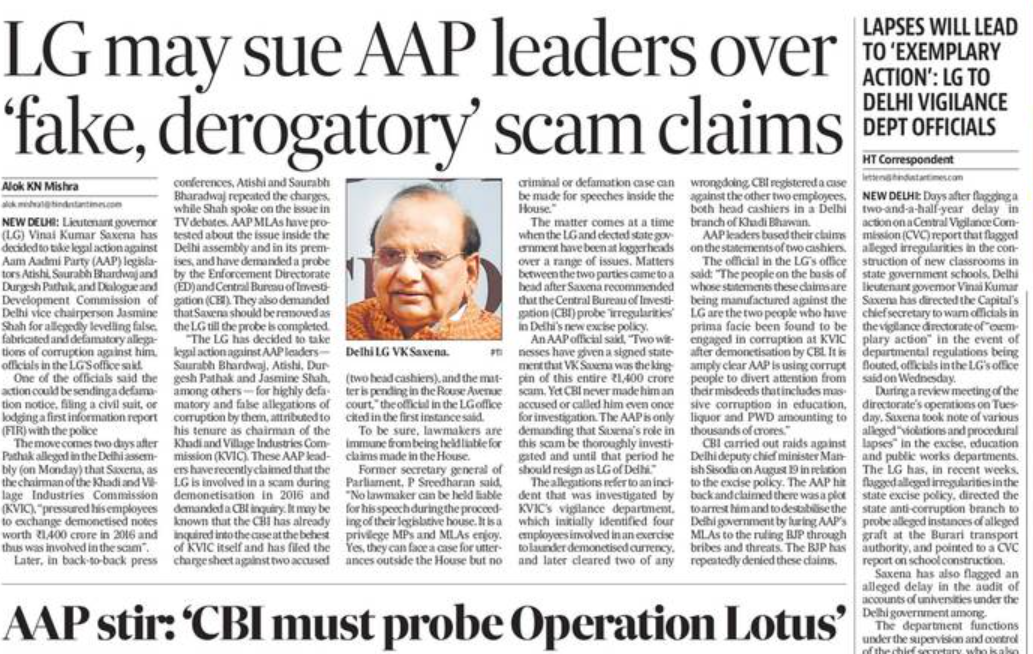 LG may sue AAP leaders over
'fake, derogatory' scam claims
Alok KN Mishra
alok.mishra1@hindustantimes.com
NEW DELHI: Lieutenant governor
(LG) Vinai Kumar Saxena has
decided to take legal action against
Aam Aadmi Party (AAP) legisla-
tors Atishi, Saurabh Bhardwaj and
Durgesh Pathak, and Dialogue and
Development Commission of
Delhi vice chairperson Jasmine
Shah for allegedly levelling false,
fabricated and defamatory allega-
tions of corruption against him,
officials in the LG'S office said.
One of the officials said the
action could be sending a defama-
tion notice, filing a civil suit, or
lodging a first information report
(FIR) with the police
The move comes two days after
Pathak alleged in the Delhi assem-
bly (on Monday) that Saxena, as
the chairman of the Khadi and Vil-
lage Industries Commission
(KVIC), "pressured his employees
to exchange demonetised notes
worth ₹1,400 crore in 2016 and
thus was involved in the scam".
Later, in back-to-back press
conferences, Atishi and Saurabh
Bharadwaj repeated the charges,
while Shah spoke on the issue in
TV debates. AAP MLAs have pro-
tested about the issue inside the
Delhi assembly and in its prem-
ises, and have demanded a probe
by the Enforcement Directorate
(ED) and Central Bureau of Investi-
gation (CBI). They also demanded
that Saxena should be removed as
the LG till the probe is completed.
"The LG has decided to take
legal action against AAP leaders—
Saurabh Bhardwaj, Atishi, Dur-
gesh Pathak and Jasmine Shah,
among others — for highly defa-
matory and false allegations of
corruption by them, attributed to
his tenure as chairman of the
Khadi and Village Industries Com-
mission (KVIC). These AAP lead-
ers have recently claimed that the
LG is involved in a scam during
demonetisation in 2016 and
demanded a CBI inquiry. It may be
known that the CBI has already
inquired into the case at the behest
of KVIC itself and has filed the
charge sheet against two accused
Delhi LG VK Saxena. PTI
(two head cashiers), and the mat-
ter is pending in the Rouse Avenue
court," the official in the LG office
cited in the first instance said.
To be sure, lawmakers are
immune from being held liable for
claims made in the House.
Former secretary general of
Parliament, P Sreedharan said,
"No lawmaker can be held liable
for his speech during the proceed-
ing of their legislative house. It is a
privilege MPs and MLAs enjoy.
Yes, they can face a case for utter-
ances outside the House but no
criminal or defamation case can
be made for speeches inside the
House."
The matter comes at a time
when the LG and elected state gov-
ernment have been at loggerheads
over a range of issues. Matters
between the two parties came to a
head after Saxena recommended
that the Central Bureau of Investi-
gation (CBI) probe 'irregularities'
in Delhi's new excise policy.
An AAP official said, "Two wit-
nesses have given a signed state-
ment that VK Saxena was the king-
pin of this entire ₹1,400 crore
scam. Yet CBI never made him an
accused or called him even once
for investigation. The AAP is only
demanding that Saxena's role in
this scam be thoroughly investi-
gated and until that period he
should resign as LG of Delhi."
The allegations refer to an inci-
dent that was investigated by
KVIC's vigilance department,
which initially identified four
employees involved in an exercise
to launder demonetised currency,
and later cleared two of any
wrongdoing. CBI registered a case
against the other two employees,
both head cashiers in a Delhi
branch of Khadi Bhawan.
AAP leaders based their claims
on the statements of two cashiers.
The official in the LG's office
said: "The people on the basis of
whose statements these claims are
being manufactured against the
LG are the two people who have
prima facie been found to be
engaged in corruption at KVIC
after demonetisation by CBI. It is
amply clear AAP is using corrupt
people to divert attention from
their misdeeds that includes mas-
sive corruption in education,
liquor and PWD amounting to
thousands of crores."
CBI carried out raids against
Delhi deputy chief minister Man-
ish Sisodia on August 19 in relation
to the excise policy. The AAP hit
back and claimed there was a plot
to arrest him and to destabilise the
Delhi government by luring AAP's
MLAs to the ruling BJP through
bribes and threats. The BJP has
repeatedly denied these claims.
LAPSES WILL LEAD
TO 'EXEMPLARY
ACTION': LG TO
DELHI VIGILANCE
DEPT OFFICIALS
HT Correspondent
letters@hindustantimes.com
NEW DELHI: Days after flagging a
two-and-a-half-year delay in
action on a Central Vigilance Com-
mission (CVC) report that flagged
alleged irregularities in the con-
struction of new classrooms in
state government schools, Delhi
lieutenant governor Vinai Kumar
Saxena has directed the Capital's
chief secretary to warn officials in
the vigilance directorate of "exem-
plary action" in the event of
departmental regulations being
flouted, officials in the LG's office
said on Wednesday.
During a review meeting of the
directorate's operations on Tues-
day, Saxena took note of various
alleged "violations and procedural
lapses" in the excise, education
and public works departments.
The LG has, in recent weeks,
flagged alleged irregularities in the
state excise policy, directed the
state anti-corruption branch to
probe alleged instances of alleged
graft at the Burari transport
authority, and pointed to a CVC
report on school construction.
Saxena has also flagged an
alleged delay in the audit of
accounts of universities under the
Delhi government among.
The department functions
under the supervision and control
of the chief secretary, who is also
AAP stir: 'CBI must probe Operation Lotus'